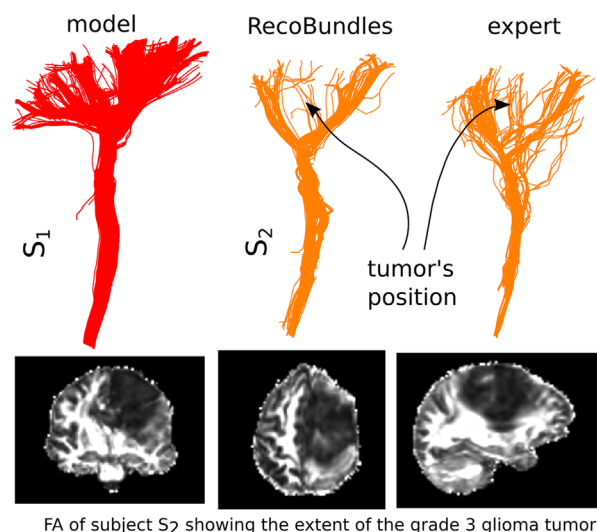 model
RecoBundles
expert
S₁
S₂
tumor's
position
FA of subject S₂ showing the extent of the grade 3 glioma tumor